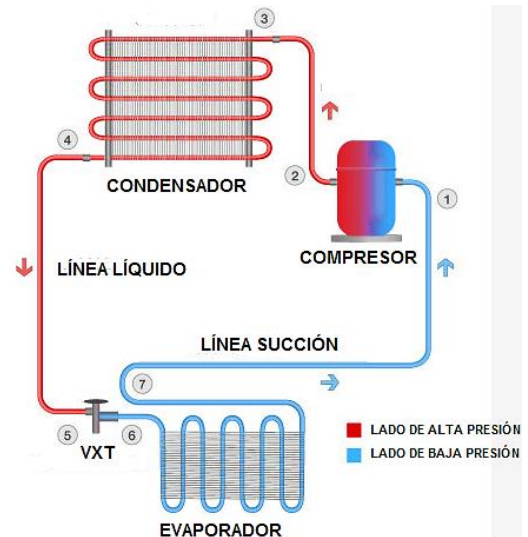 3
4
CONDENSADOR
2
1
COMPRESOR
LÍNEA LÍQUIDO
LÍNEA SUCCIÓN
7
5
6
VXT
LADO DE ALTA PRESIÓN
LADO DE BAJA PRESIÓN
EVAPORADOR